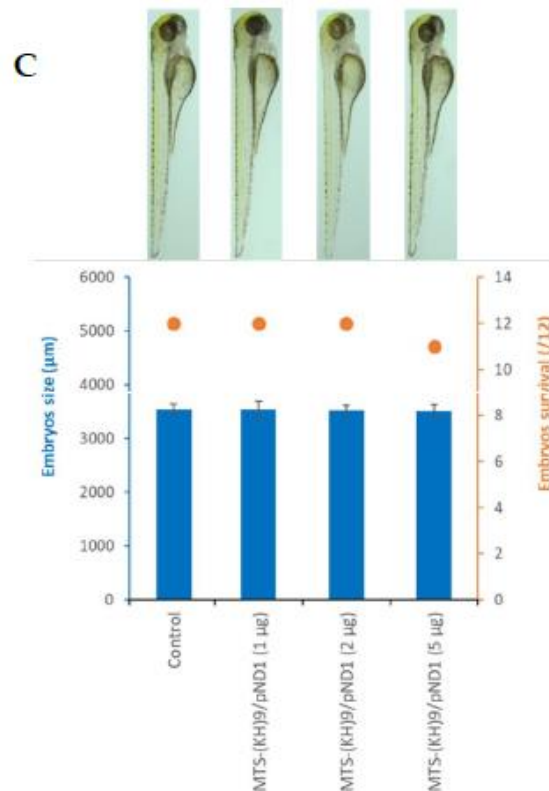 C
6000
5000
4000
3000
2000
1000
0
Embryos size (µm)
14
12
10
8
6
4
2
0
Embryos survival (/12)
Control
MTS-(KH)9/pND1 (1 µg)
MTS-(KH)9/pND1 (2 µg)
MTS-(KH)9/pND1 (5 µg)